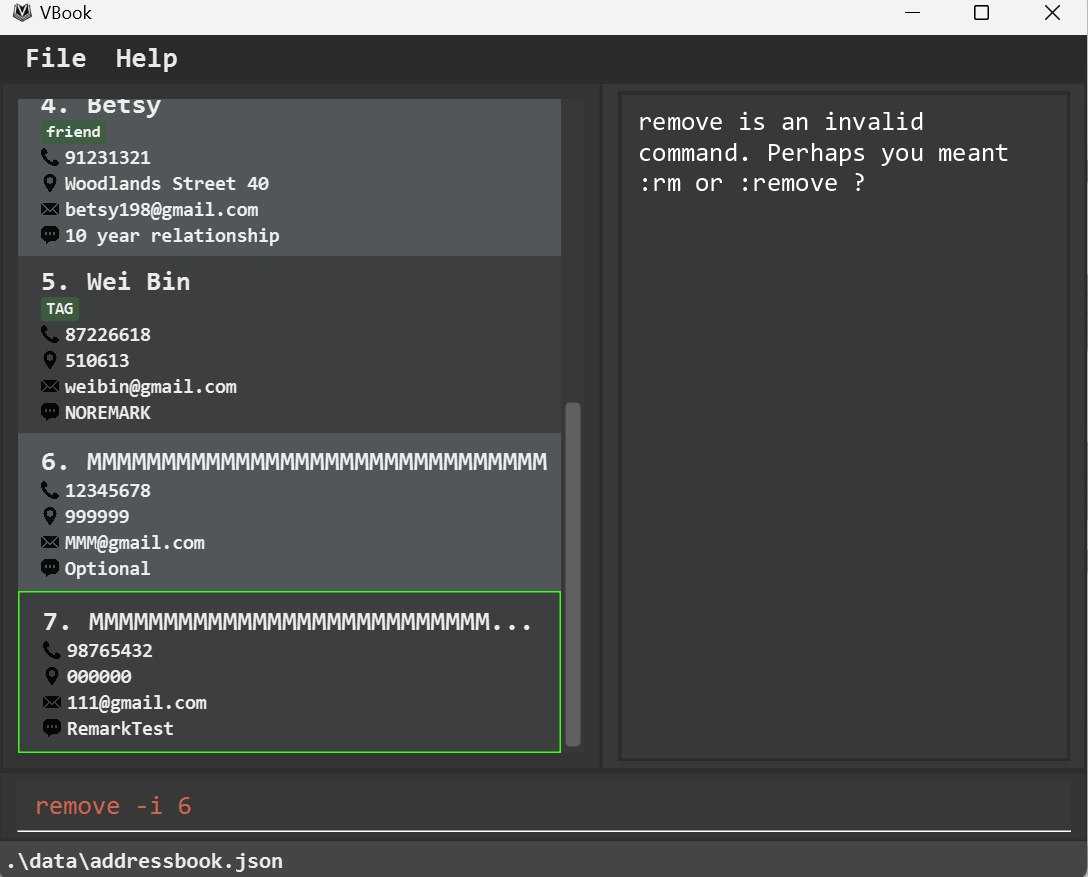 VBook
File Help
4. Betsy
friend
91231321
Woodlands Street 40
betsy198@gmail.com
10 year relationship
5. Wei Bin
TAG
87226618
510613
weibin@gmail.com
NOREMARK
6. MMMMMMMMMMMMMMMMMMMMMMMMMMMMMMM
12345678
999999
MMM@gmail.com
Optional
7. MMMMMMMMMMMMMMMMMMMMMMMMMMM...
98765432
000000
111@gmail.com
RemarkTest
remove is an invalid
command. Perhaps you meant
:rm or :remove ?
remove -i 6
.\data\addressbook.json